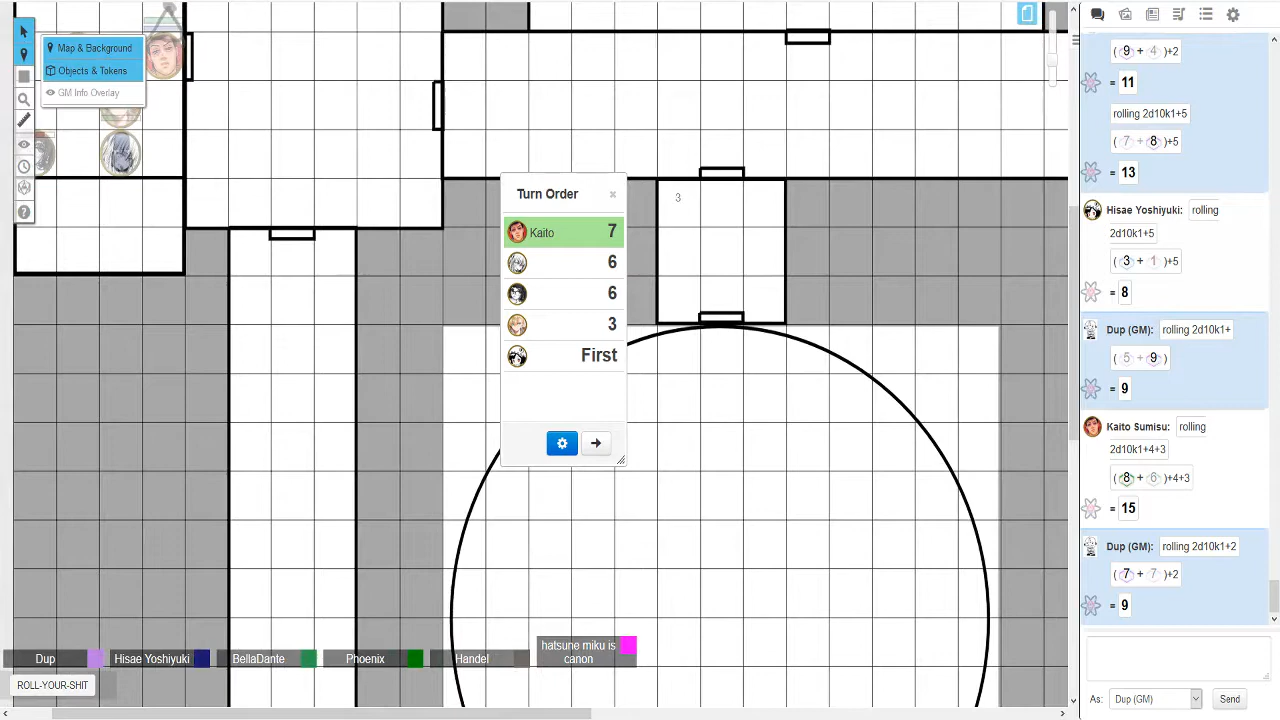 Map & Background
Objects & Tokens
GM Info Overlay
Turn Order
×
Kaito 7
6
6
3
First
3
(9 + 4)+2
= 11
rolling 2d10k1+5
(7 + 8)+5
= 13
Hisae Yoshiyuki: rolling
2d10k1+5
(3 + 1)+5
= 8
Dup (GM): rolling 2d10k1+
(5 + 9)
= 9
Kaito Sumisu: rolling
2d10k1+4+3
(8 + 6)+4+3
= 15
Dup (GM): rolling 2d10k1+2
(7 + 7)+2
= 9
Dup
Hisae Yoshiyuki
BellaDante
Phoenix
Handel
hatsune miku is
canon
ROLL-YOUR-SHIT
As: Dup (GM) Send